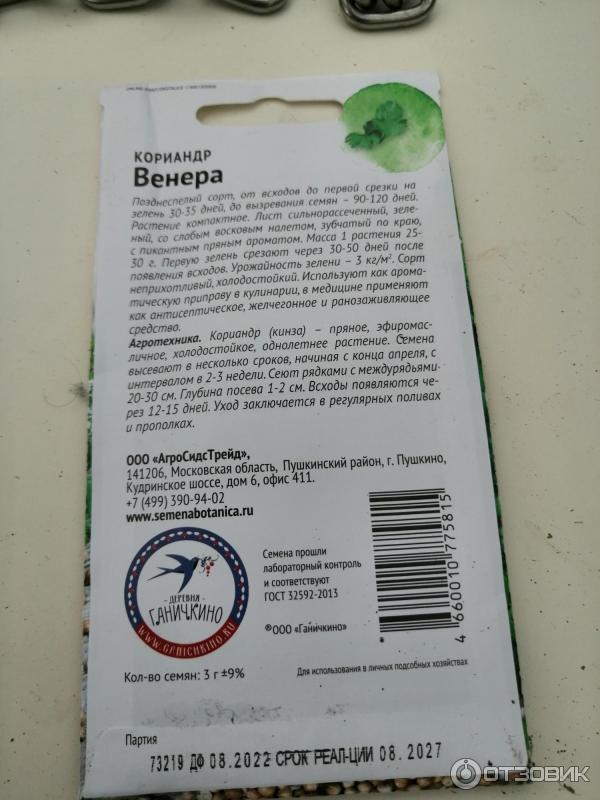 КОРИАНДР
Венера
Позднеспелый сорт, от всходов до первой срезки на
зелень 30-35 дней, до вызревания семян – 90-120 дней.
Растение компактное. Лист сильнорассеченный, зеле-
ный, со слабым восковым налетом, зубчатый по краю,
с пикантным пряным ароматом. Масса 1 растения 25-
30 г. Первую зелень срезают через 30-50 дней после
появления всходов. Урожайность зелени – 3 кг/м². Сорт
неприхотливый, холодостойкий. Используют как арома-
тическую приправу в кулинарии, в медицине применяют
как антисептическое, желчегонное и ранозаживляющее
средство.
Агротехника. Кориандр (кинза) – пряное, эфиромас-
личное, холодостойкое, однолетнее растение. Семена
высевают в несколько сроков, начиная с конца апреля, с
интервалом в 2-3 недели. Сеют рядками с междурядьями-
20-30 см. Глубина посева 1-2 см. Всходы появляются че-
рез 12-15 дней. Уход заключается в регулярных поливах
и прополках.
ООО «АгроСидсТрейд»,
141206, Московская область, Пушкинский район, г. Пушкино,
Кудринское шоссе, дом 6, офис 411.
+7 (499) 390-94-02
www.semenabotanica.ru
ДЕРЕВНЯ
ГАНИЧКИНО
WWW.GANICHKINO.RU
Семена прошли
лабораторный контроль
и соответствуют
ГОСТ 32592-2013
®ООО «Ганичкино»
4 660010 775815
Кол-во семян: 3 г ±9%
Для использования в личных подсобных хозяйствах
Партия
73219 ДФ 08.2022 СРОК РЕАЛ-ЦИИ 08.2027
ОТЗОВИК